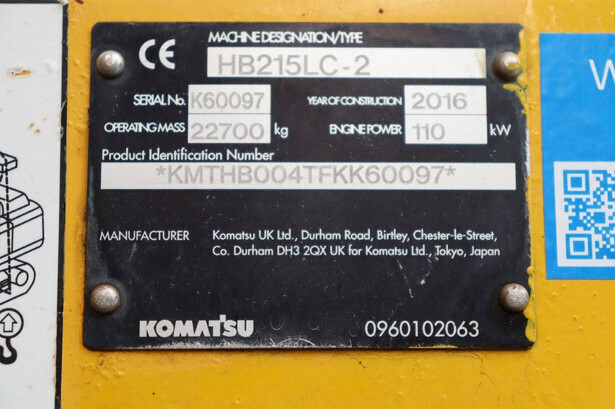 CE
MACHINE DESIGNATION/TYPE
HB215LC-2
SERIAL No. K60097 YEAR OF CONSTRUCTION 2016
OPERATING MASS 22700 kg ENGINE POWER 110 kW
Product Identification Number
*KMTHB004TFKK60097*
MANUFACTURER Komatsu UK Ltd., Durham Road, Birtley, Chester-le-Street,
Co. Durham DH3 2QX UK for Komatsu Ltd., Tokyo, Japan
KOMATSU 0960102063
W